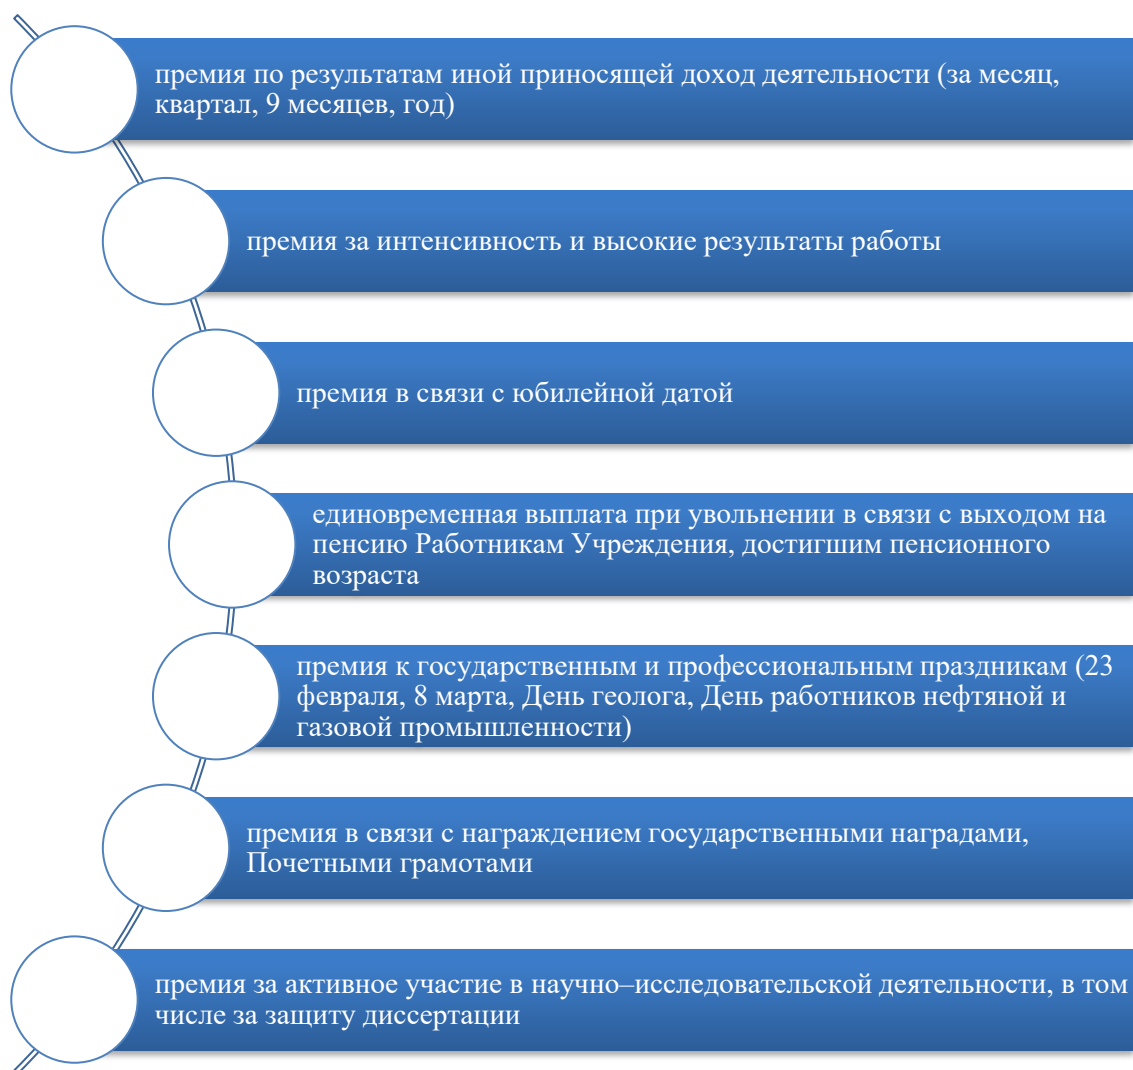 премия по результатам иной приносящей доход деятельности (за месяц,
квартал, 9 месяцев, год)
премия за интенсивность и высокие результаты работы
премия в связи с юбилейной датой
единовременная выплата при увольнении в связи с выходом на
пенсию Работникам Учреждения, достигшим пенсионного
возраста
премия к государственным и профессиональным праздникам (23
февраля, 8 марта, День геолога, День работников нефтяной и
газовой промышленности)
премия в связи с награждением государственными наградами,
Почетными грамотами
премия за активное участие в научно–исследовательской деятельности, в том
числе за защиту диссертации